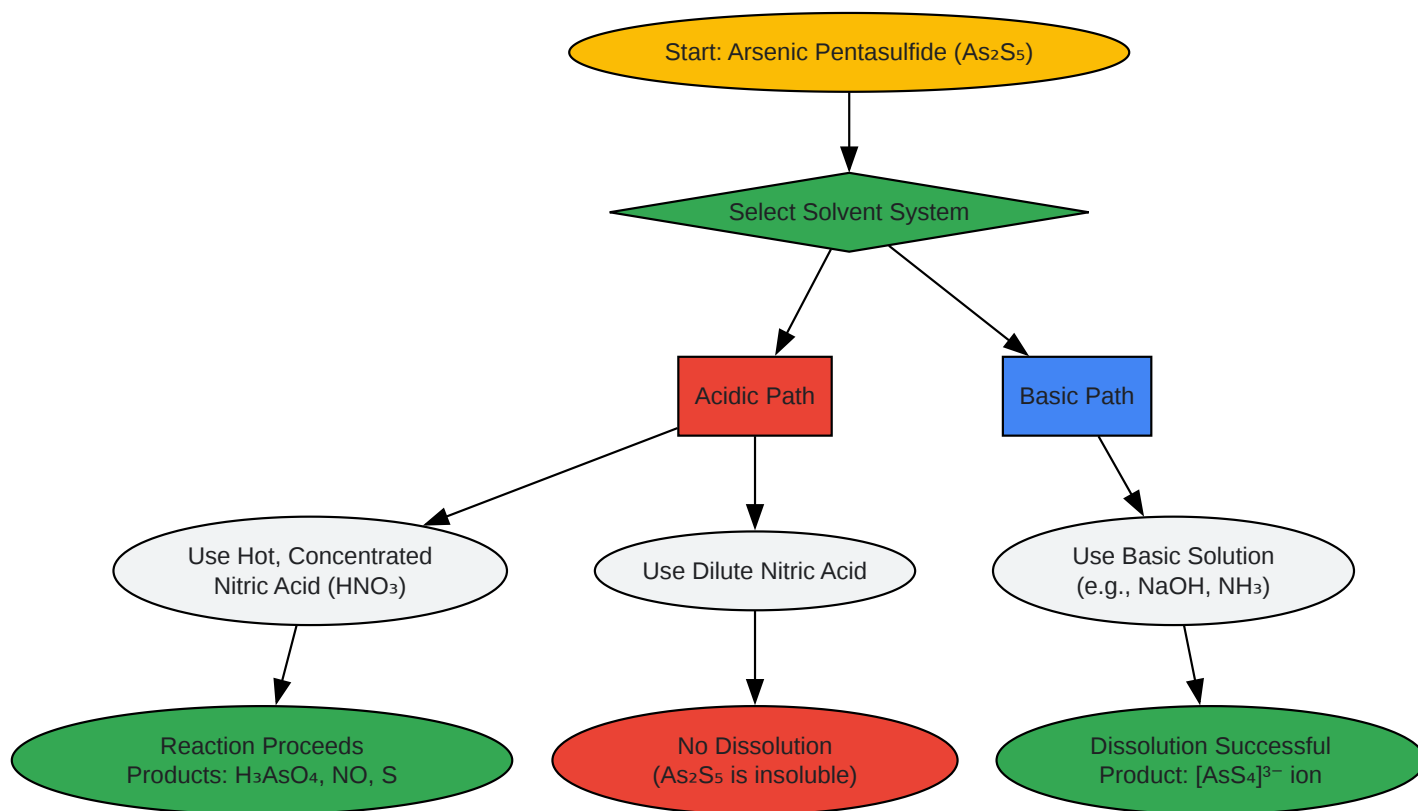 Start: Arsenic Pentasulfide (As₂S₅)
Select Solvent System
Acidic Path
Basic Path
Use Hot, Concentrated
Nitric Acid (HNO₃)
Use Dilute Nitric Acid
Use Basic Solution
(e.g., NaOH, NH₃)
Reaction Proceeds
Products: H₃AsO₄, NO, S
No Dissolution
(As₂S₅ is insoluble)
Dissolution Successful
Product: [AsS₄]³⁻ ion